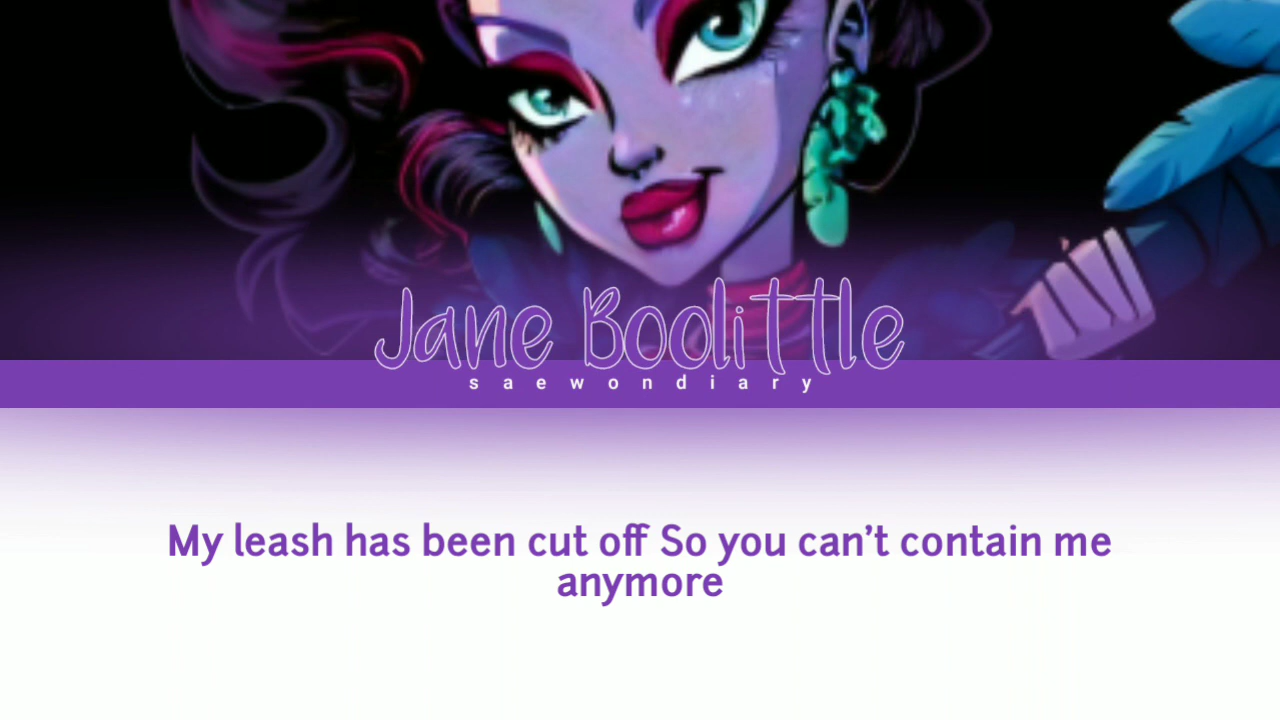 Jane Boolittle
saewondiary
My leash has been cut off So you can’t contain me
anymore